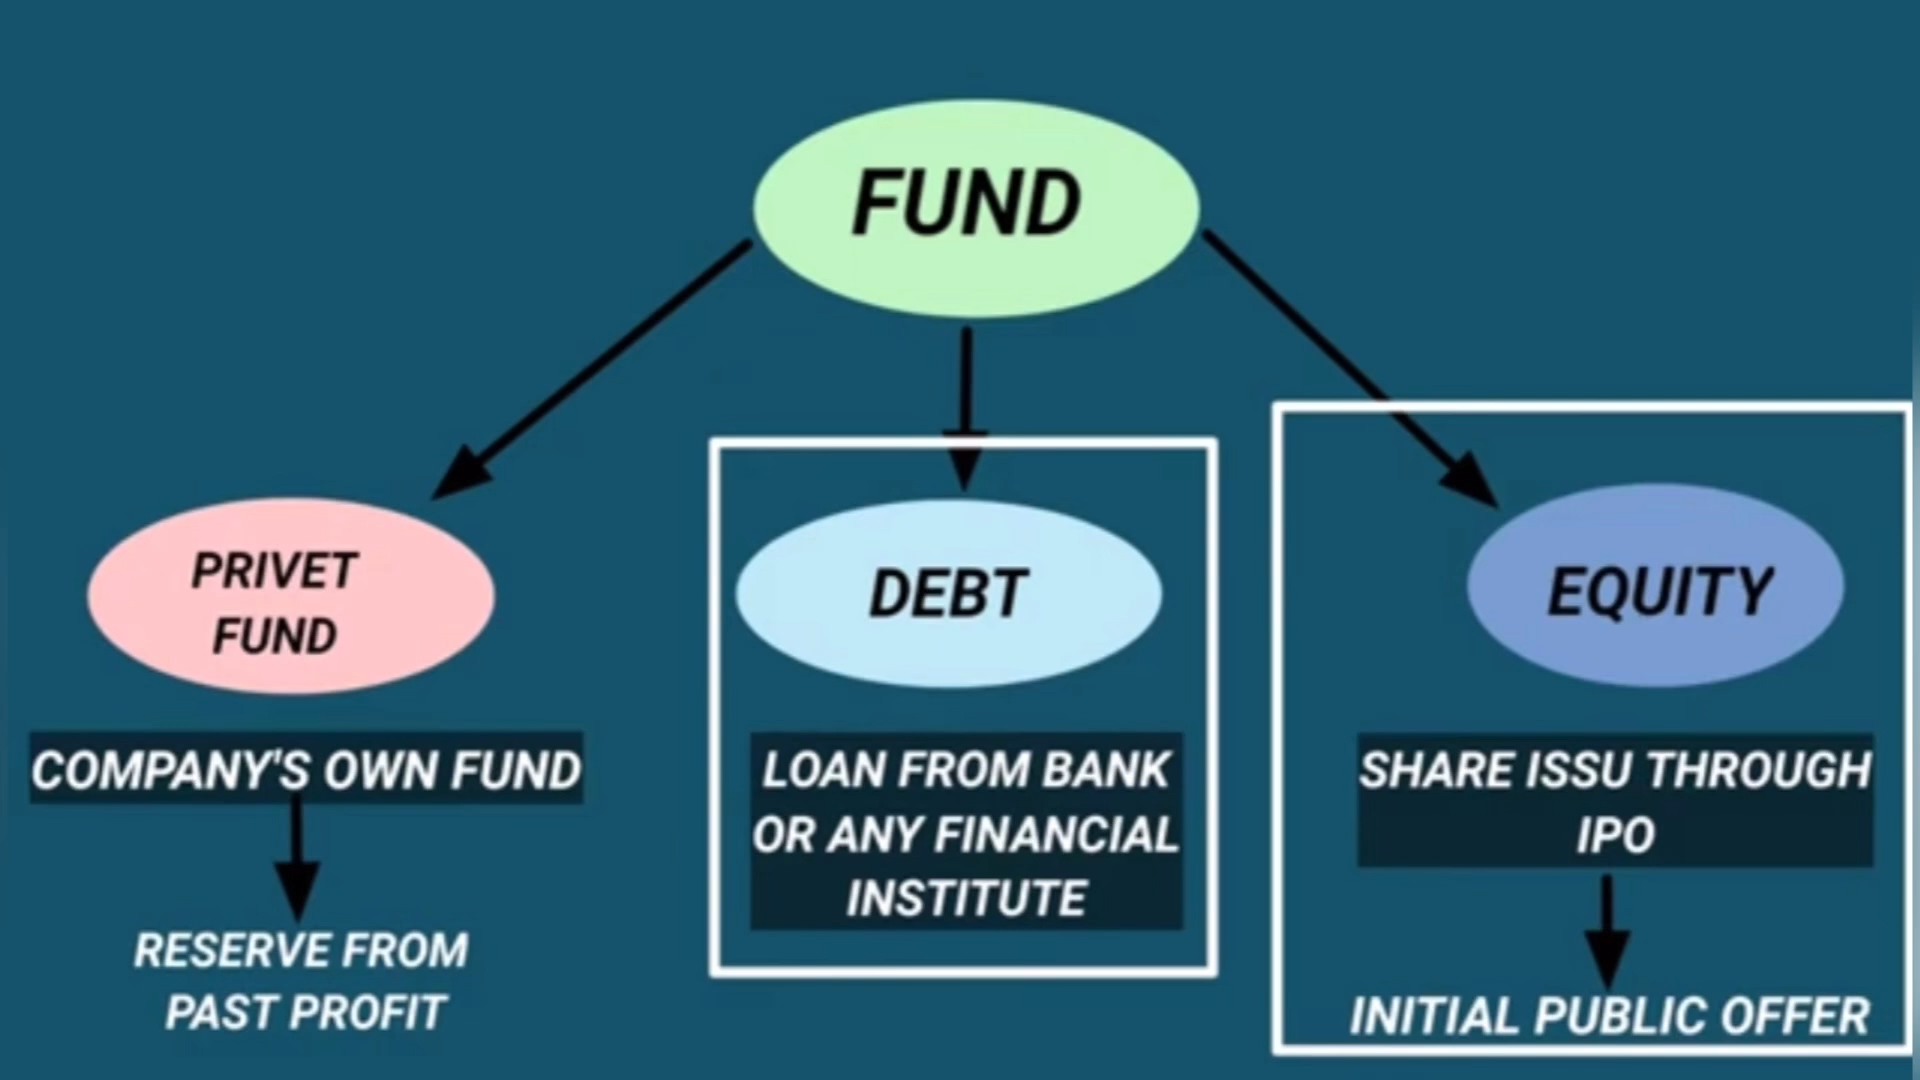 FUND
PRIVET
FUND
COMPANY'S OWN FUND
RESERVE FROM
PAST PROFIT
DEBT
LOAN FROM BANK
OR ANY FINANCIAL
INSTITUTE
EQUITY
SHARE ISSU THROUGH
IPO
INITIAL PUBLIC OFFER